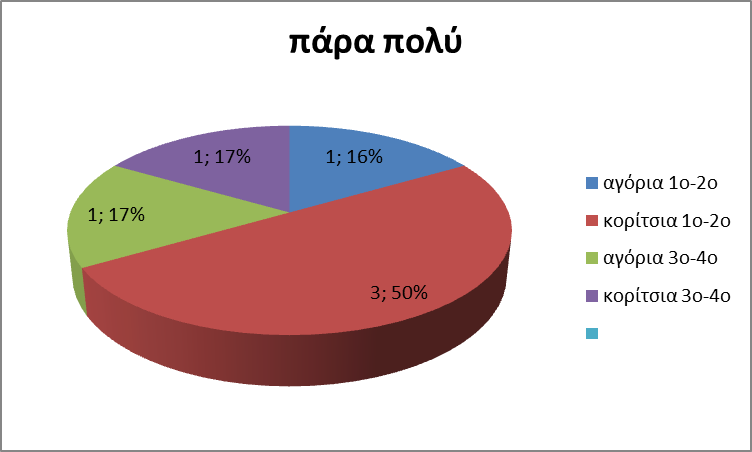 πάρα πολύ
1; 17%
1; 16%
1; 17%
3; 50%
αγόρια 1ο-2ο
κορίτσια 1ο-2ο
αγόρια 3ο-4ο
κορίτσια 3ο-4ο